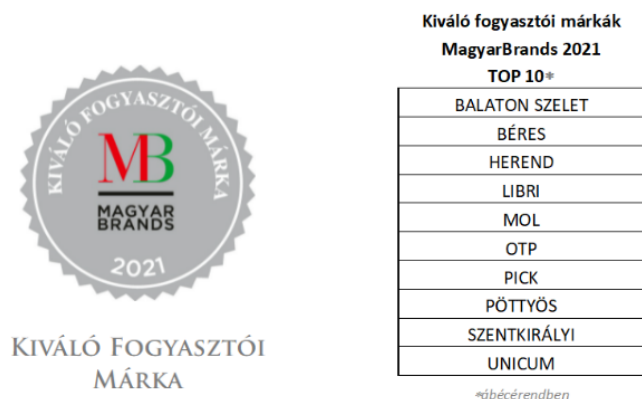 KIVÁLÓ FOGYASZTÓI MÁRKA
MB
MAGYAR
BRANDS
2021
KIVÁLÓ FOGYASZTÓI
MÁRKA
Kiváló fogyasztói márkák
MagyarBrands 2021
TOP 10*
BALATON SZELET
BÉRES
HEREND
LIBRI
MOL
OTP
PICK
PÖTTYÖS
SZENTKIRÁLYI
UNICUM
*ábécérendben